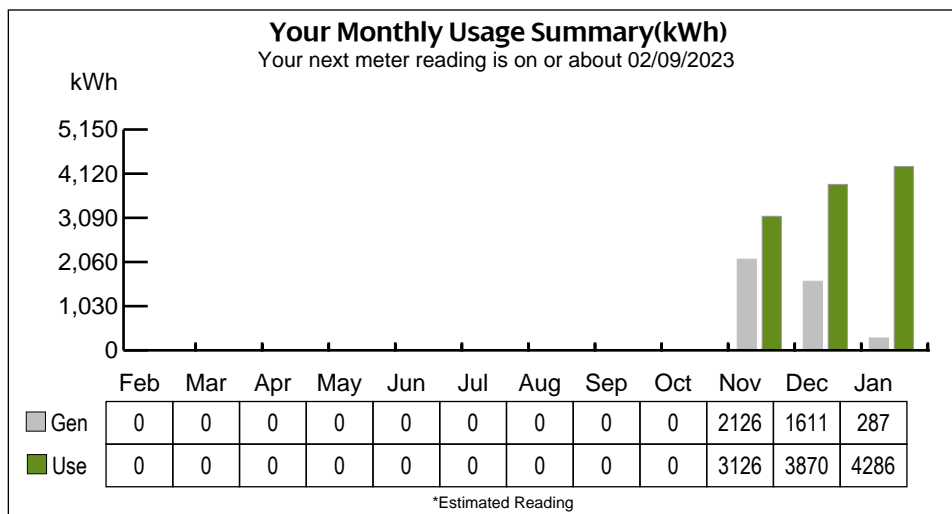 Your Monthly Usage Summary(kWh)
Your next meter reading is on or about 02/09/2023
kWh
5,150
4,120
3,090
2,060
1,030
0
Feb Mar Apr May Jun Jul Aug Sep Oct Nov Dec Jan
Gen 0 0 0 0 0 0 0 0 0 2126 1611 287
Use 0 0 0 0 0 0 0 0 0 3126 3870 4286
*Estimated Reading